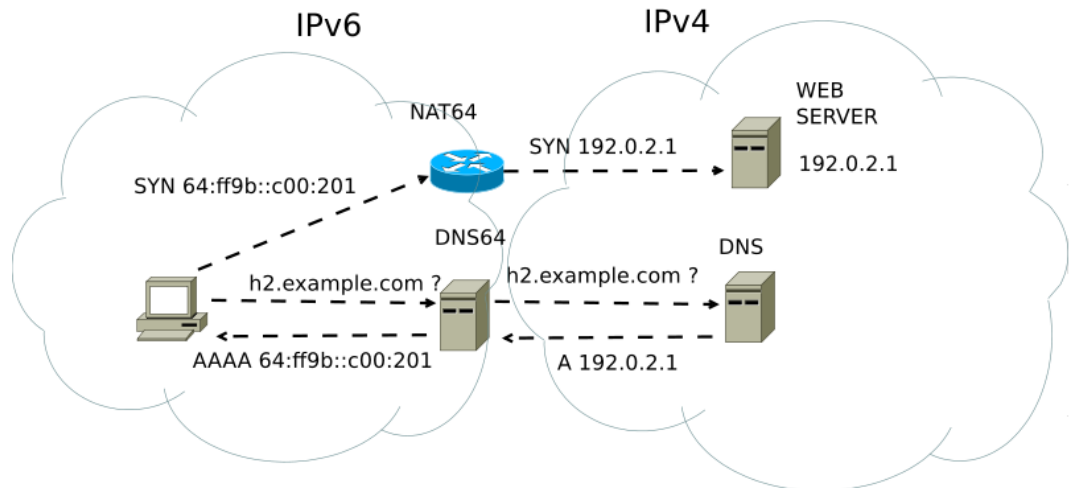 IPv6
IPv4
NAT64
WEB
SERVER
SYN 192.0.2.1
192.0.2.1
SYN 64:ff9b::c00:201
DNS64
DNS
h2.example.com ?
h2.example.com ?
AAAA 64:ff9b::c00:201
A 192.0.2.1